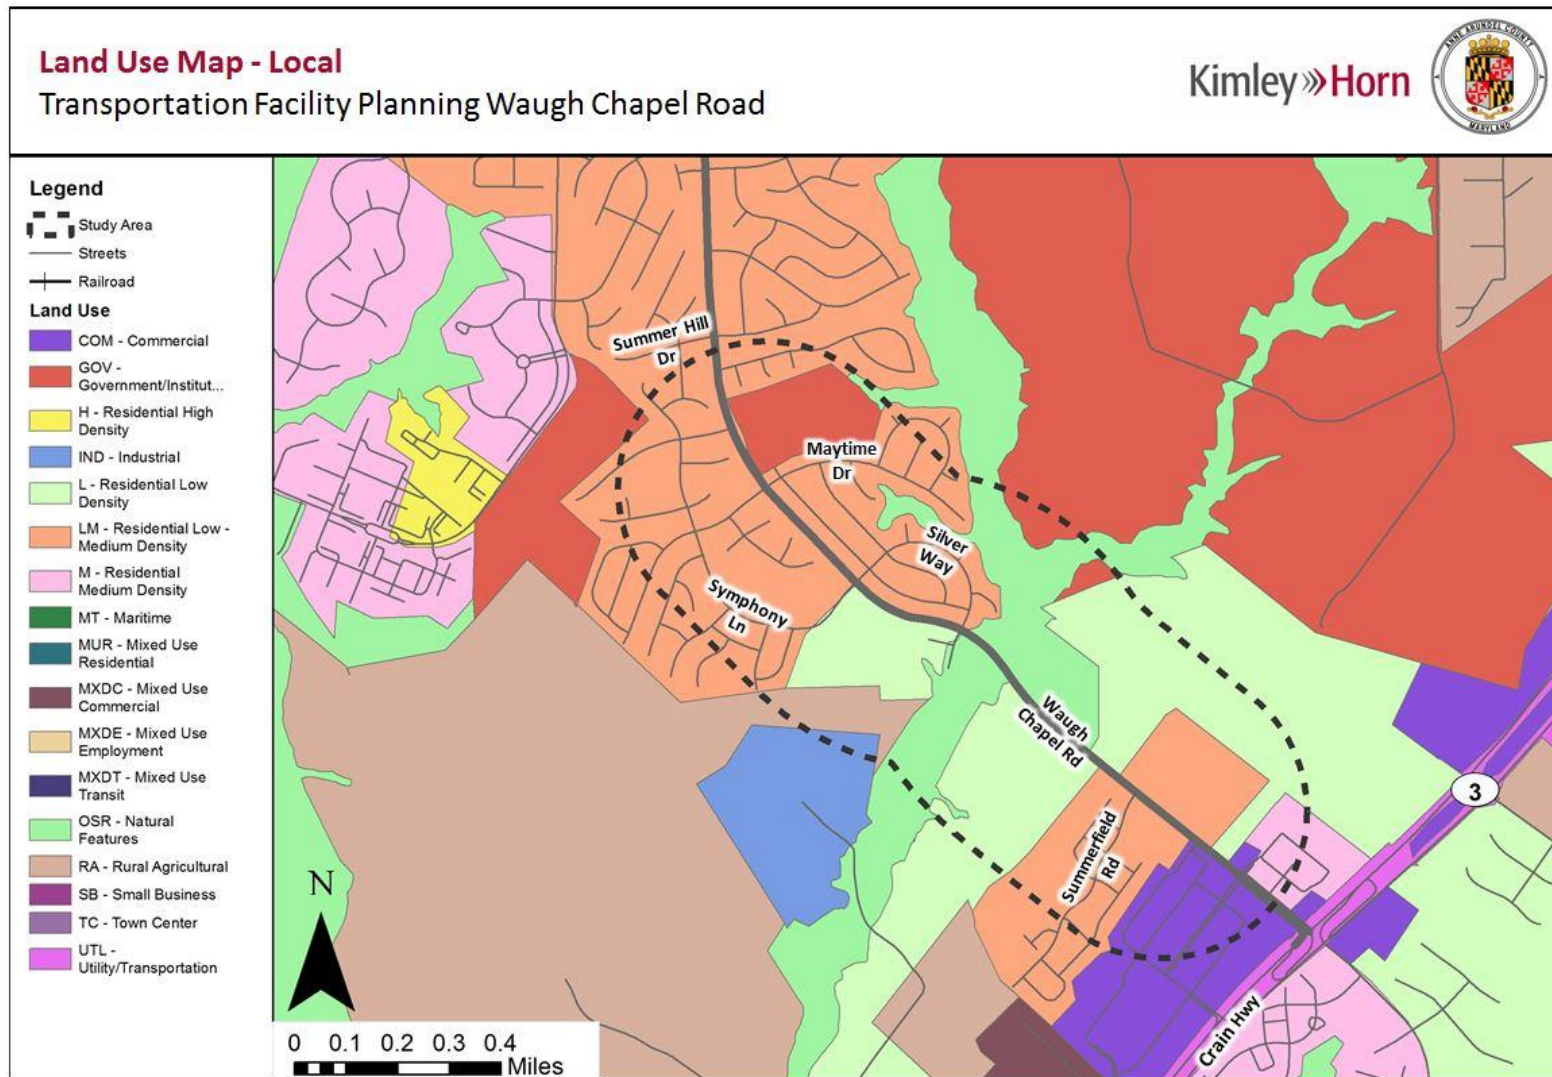 Land Use Map - Local
Transportation Facility Planning Waugh Chapel Road
Kimley»Horn
ANNE ARUNDEL COUNTY
MARYLAND
Legend
Study Area
Streets
Railroad
Land Use
COM - Commercial
GOV -
Government/Institut...
H - Residential High
Density
IND - Industrial
L - Residential Low
Density
LM - Residential Low -
Medium Density
M - Residential
Medium Density
MT - Maritime
MUR - Mixed Use
Residential
MXDC - Mixed Use
Commercial
MXDE - Mixed Use
Employment
MXDT - Mixed Use
Transit
OSR - Natural
Features
RA - Rural Agricultural
SB - Small Business
TC - Town Center
UTL -
Utility/Transportation
N
0 0.1 0.2 0.3 0.4
Miles
Summer Hill
Dr
Maytime
Dr
Silver
Way
Symphony
Ln
Waugh
Chapel Rd
3
Summerfield
Rd
Crain Hwy